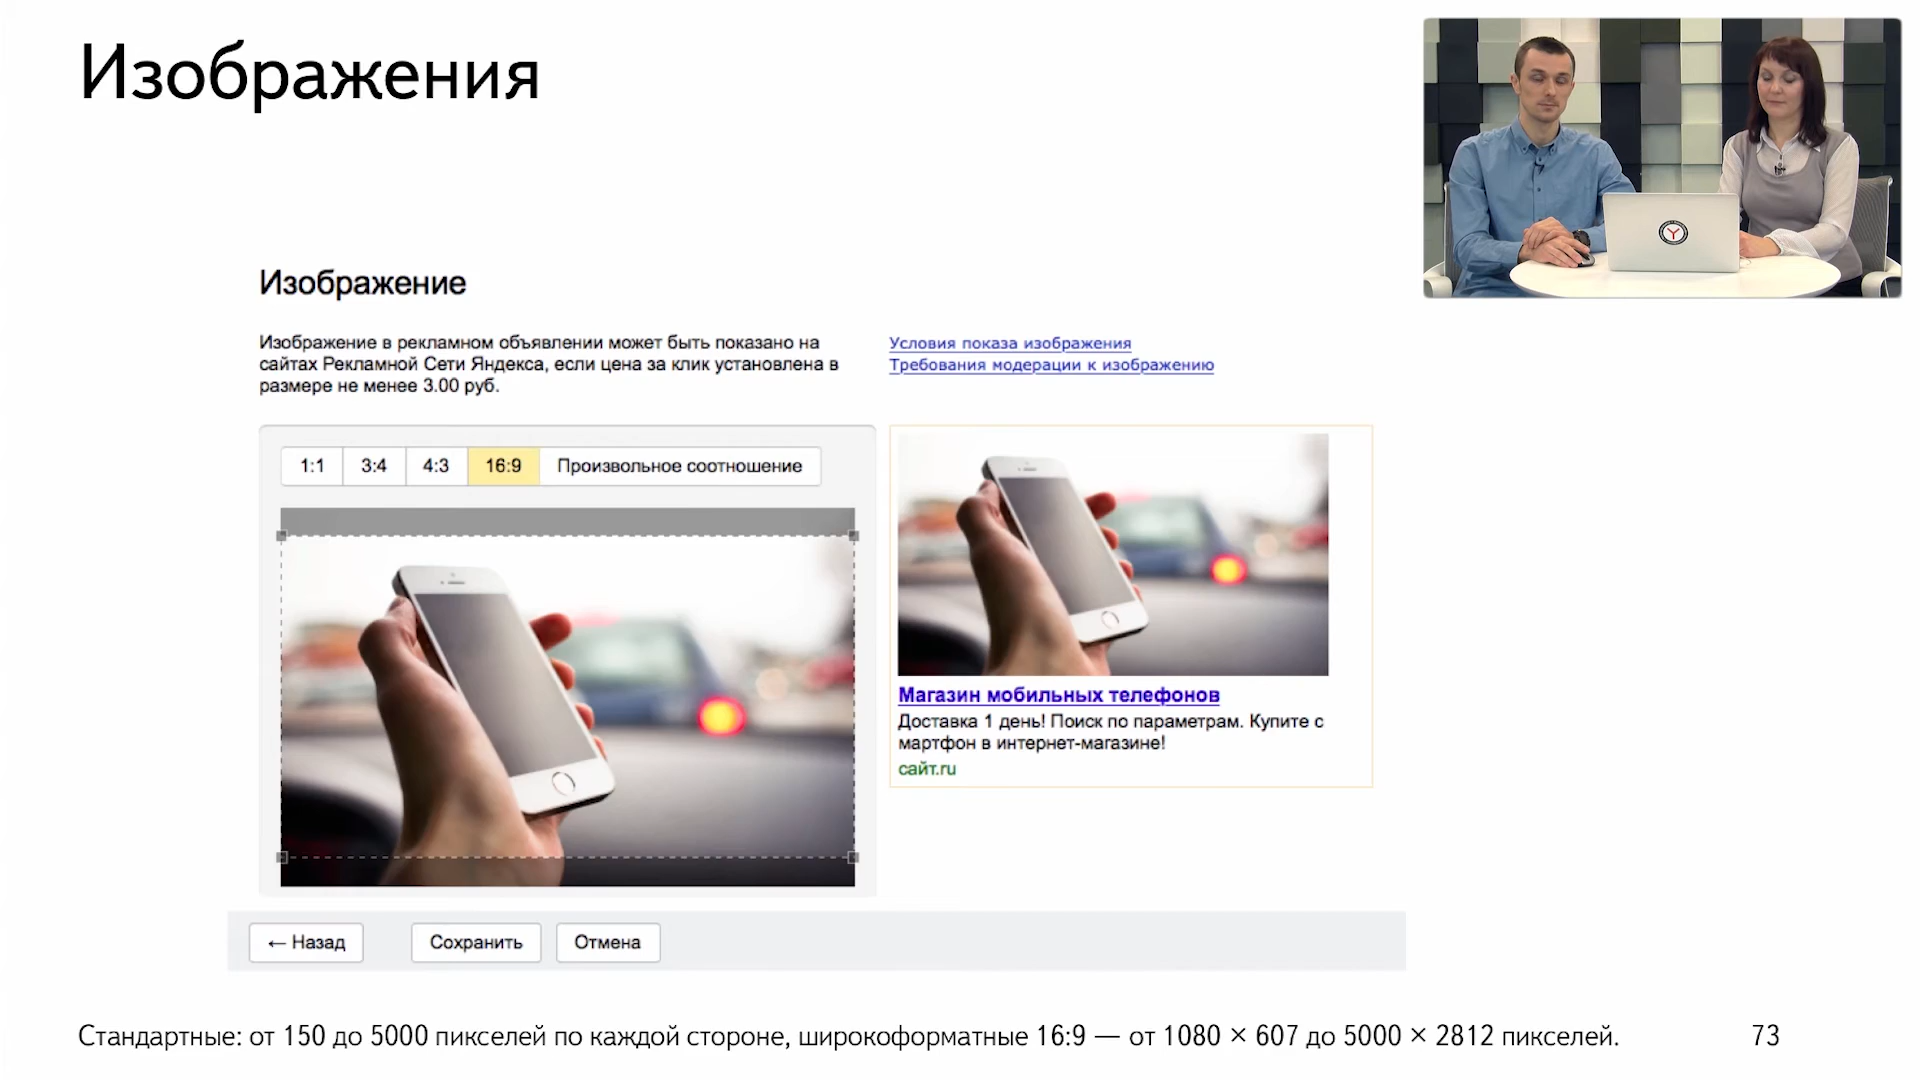 Изображения
Изображение
Изображение в рекламном объявлении может быть показано на
сайтах Рекламной Сети Яндекса, если цена за клик установлена в
размере не менее 3.00 руб.
Условия показа изображения
Требования модерации к изображению
1:1 3:4 4:3 16:9 Произвольное соотношение
Магазин мобильных телефонов
Доставка 1 день! Поиск по параметрам. Купите с
мартфон в интернет-магазине!
сайт.ru
← Назад Сохранить Отмена
Стандартные: от 150 до 5000 пикселей по каждой стороне, широкоформатные 16:9 — от 1080 × 607 до 5000 × 2812 пикселей.
73